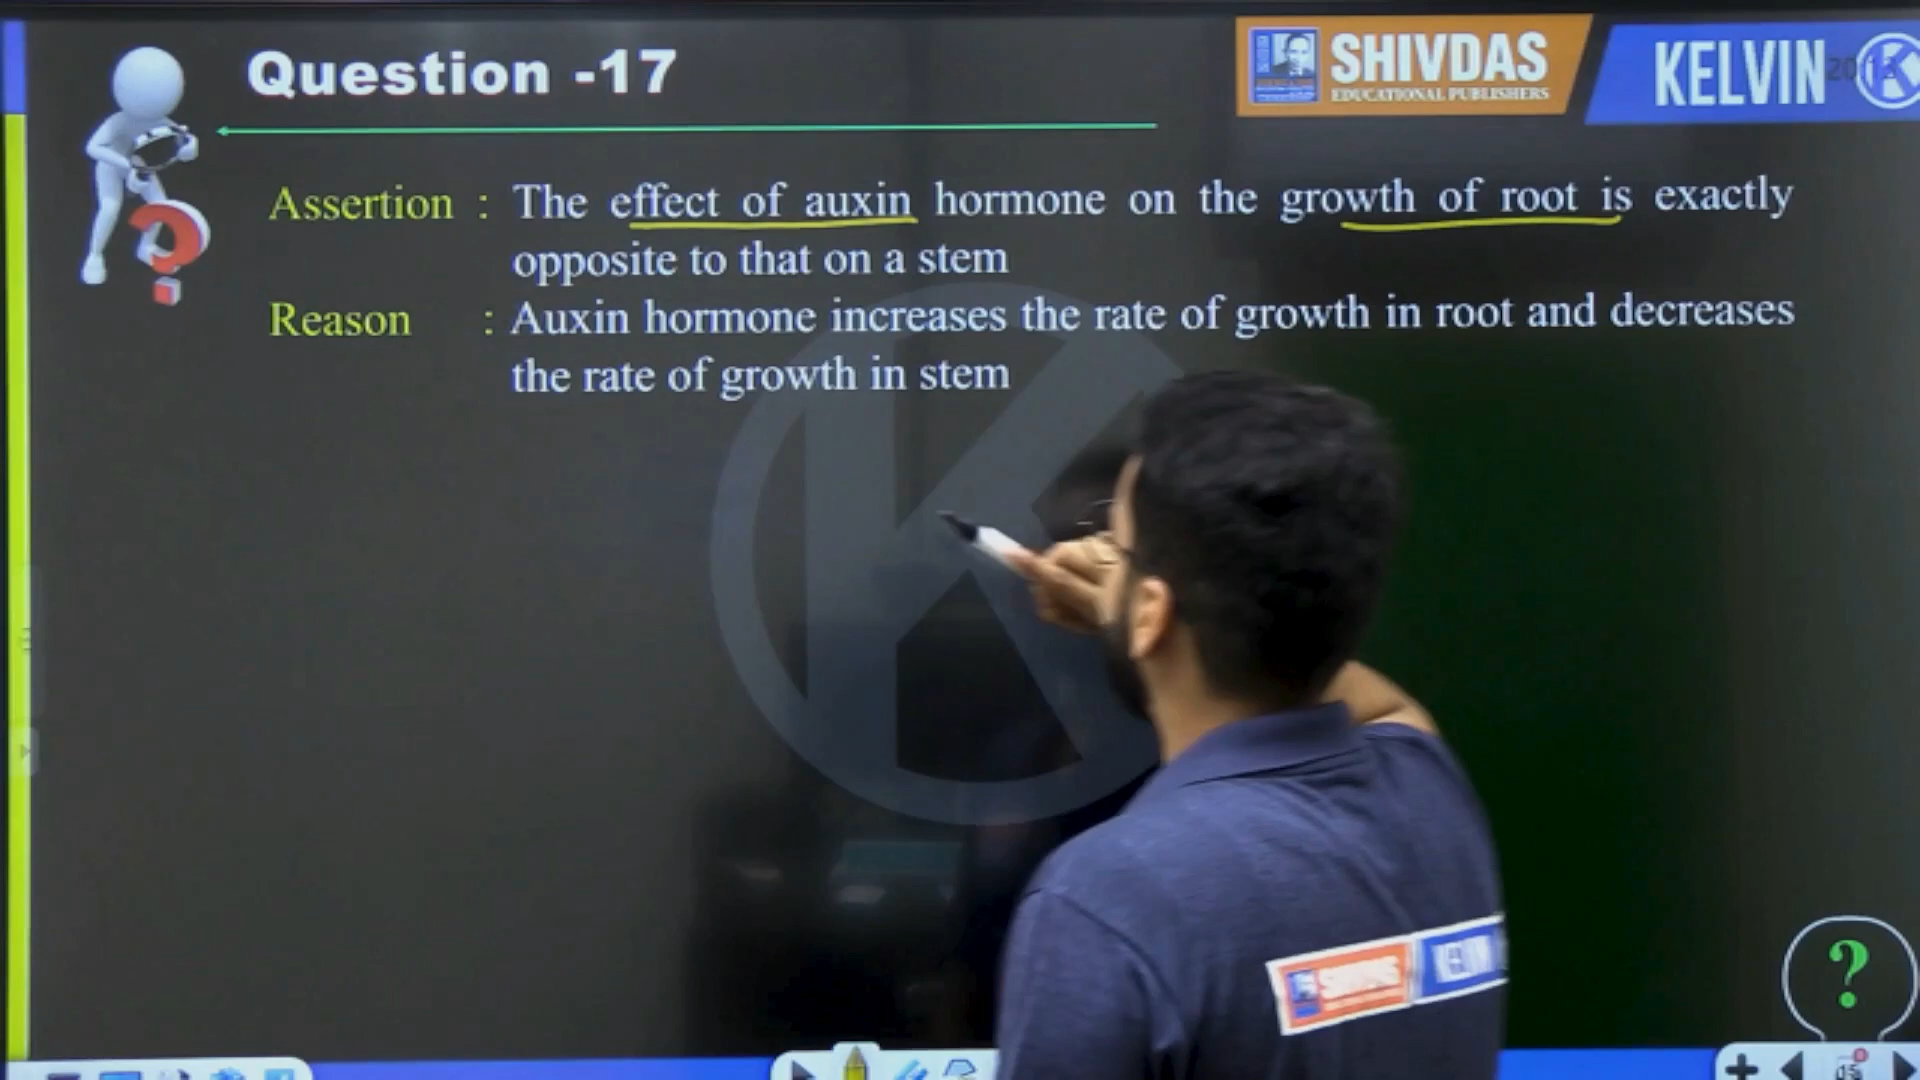 Question -17
SHIVDAS
EDUCATIONAL PUBLISHERS
KELVIN
Assertion : The effect of auxin hormone on the growth of root is exactly
opposite to that on a stem
Reason : Auxin hormone increases the rate of growth in root and decreases
the rate of growth in stem
?